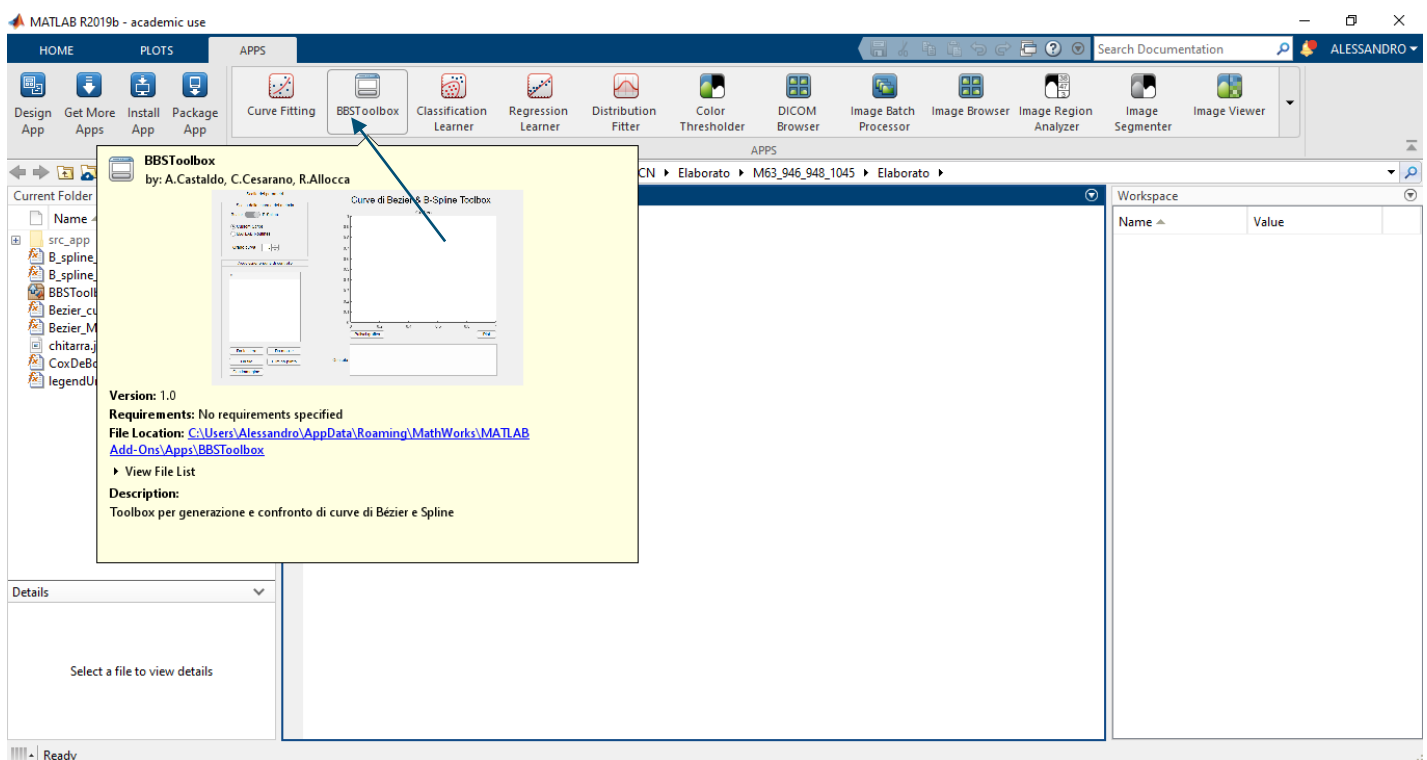 MATLAB R2019b - academic use
HOME PLOTS APPS Search Documentation ALESSANDRO
Design App
Get More Apps
Install App
Package App
Curve Fitting
BBSToolbox
Classification Learner
Regression Learner
Distribution Fitter
Color Thresholder
DICOM Browser
Image Batch Processor
Image Browser
Image Region Analyzer
Image Segmenter
Image Viewer
APPS
CN Elaborato M63_946_948_1045 Elaborato
Current Folder
Name
src_app
B_spline_
B_spline_
Bezier_cu
Bezier_M
chitarra.j
legendU
BBSToolbox
by: A.Castaldo, C.Cesarano, R.Allocca
Curve di Bezier & B-Spline Toolbox
Version: 1.0
Requirements: No requirements specified
File Location: C:\Users\Alessandro\AppData\Roaming\MathWorks\MATLAB
Add-Ons\Apps\BBSToolbox
View File List
Description:
Toolbox per generazione e confronto di curve di Bézier e Spline
Workspace
Name Value
Details
Select a file to view details
Ready